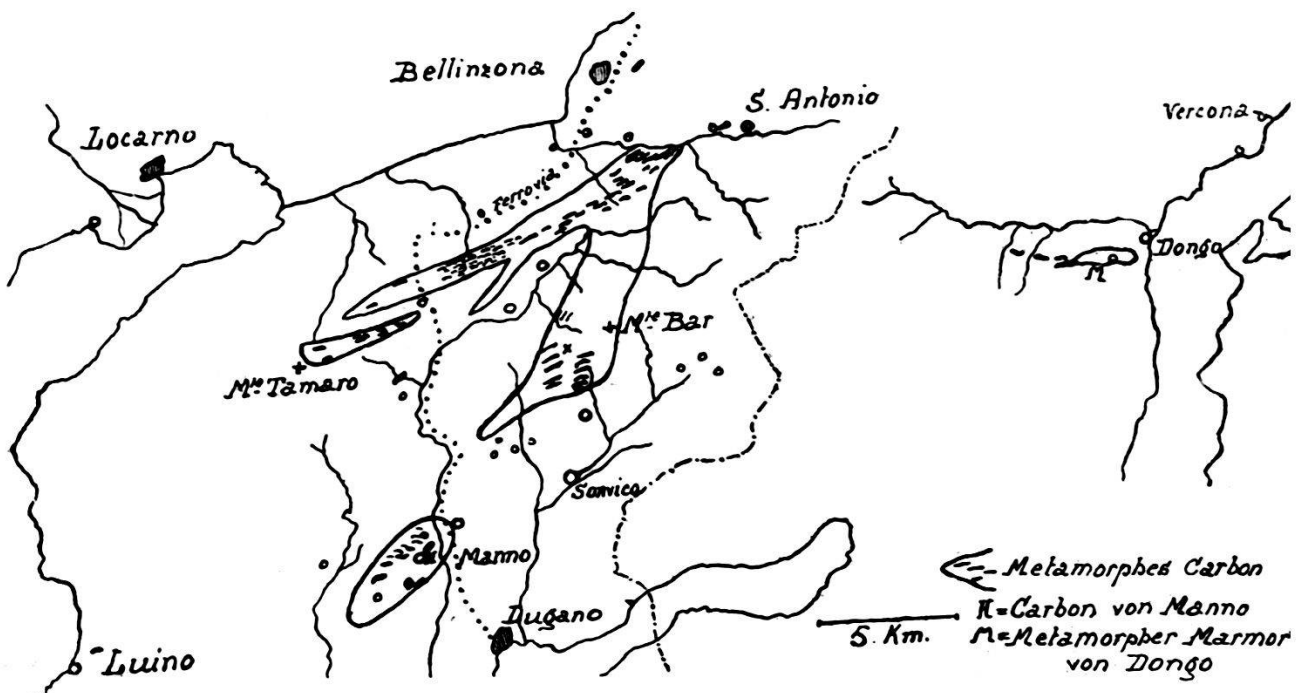 Bellinzona
S. Antonio
Vercona
Locarno
Ferrovia
Dongo
M
Mte Bar
Mte Tamaro
Sonvico
Manno
Metamorphes Carbon
Dugano
5. Km.
π=Carbon von Manno
M=Metamorpher Marmor
von Dongo
Luino